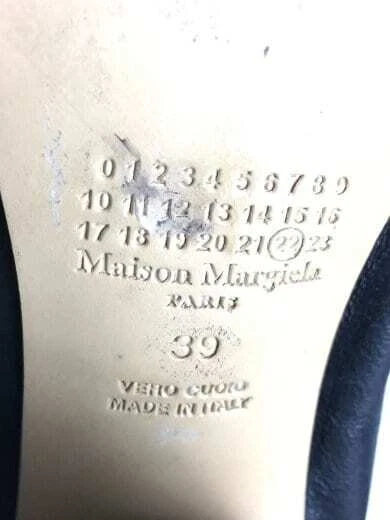 0 1 2 3 4 5 6 7 8 9
10 11 12 13 14 15 16
17 18 19 20 21 22 23
Maison Margiela
PARIS
39
VERO CUOIO
MADE IN ITALY